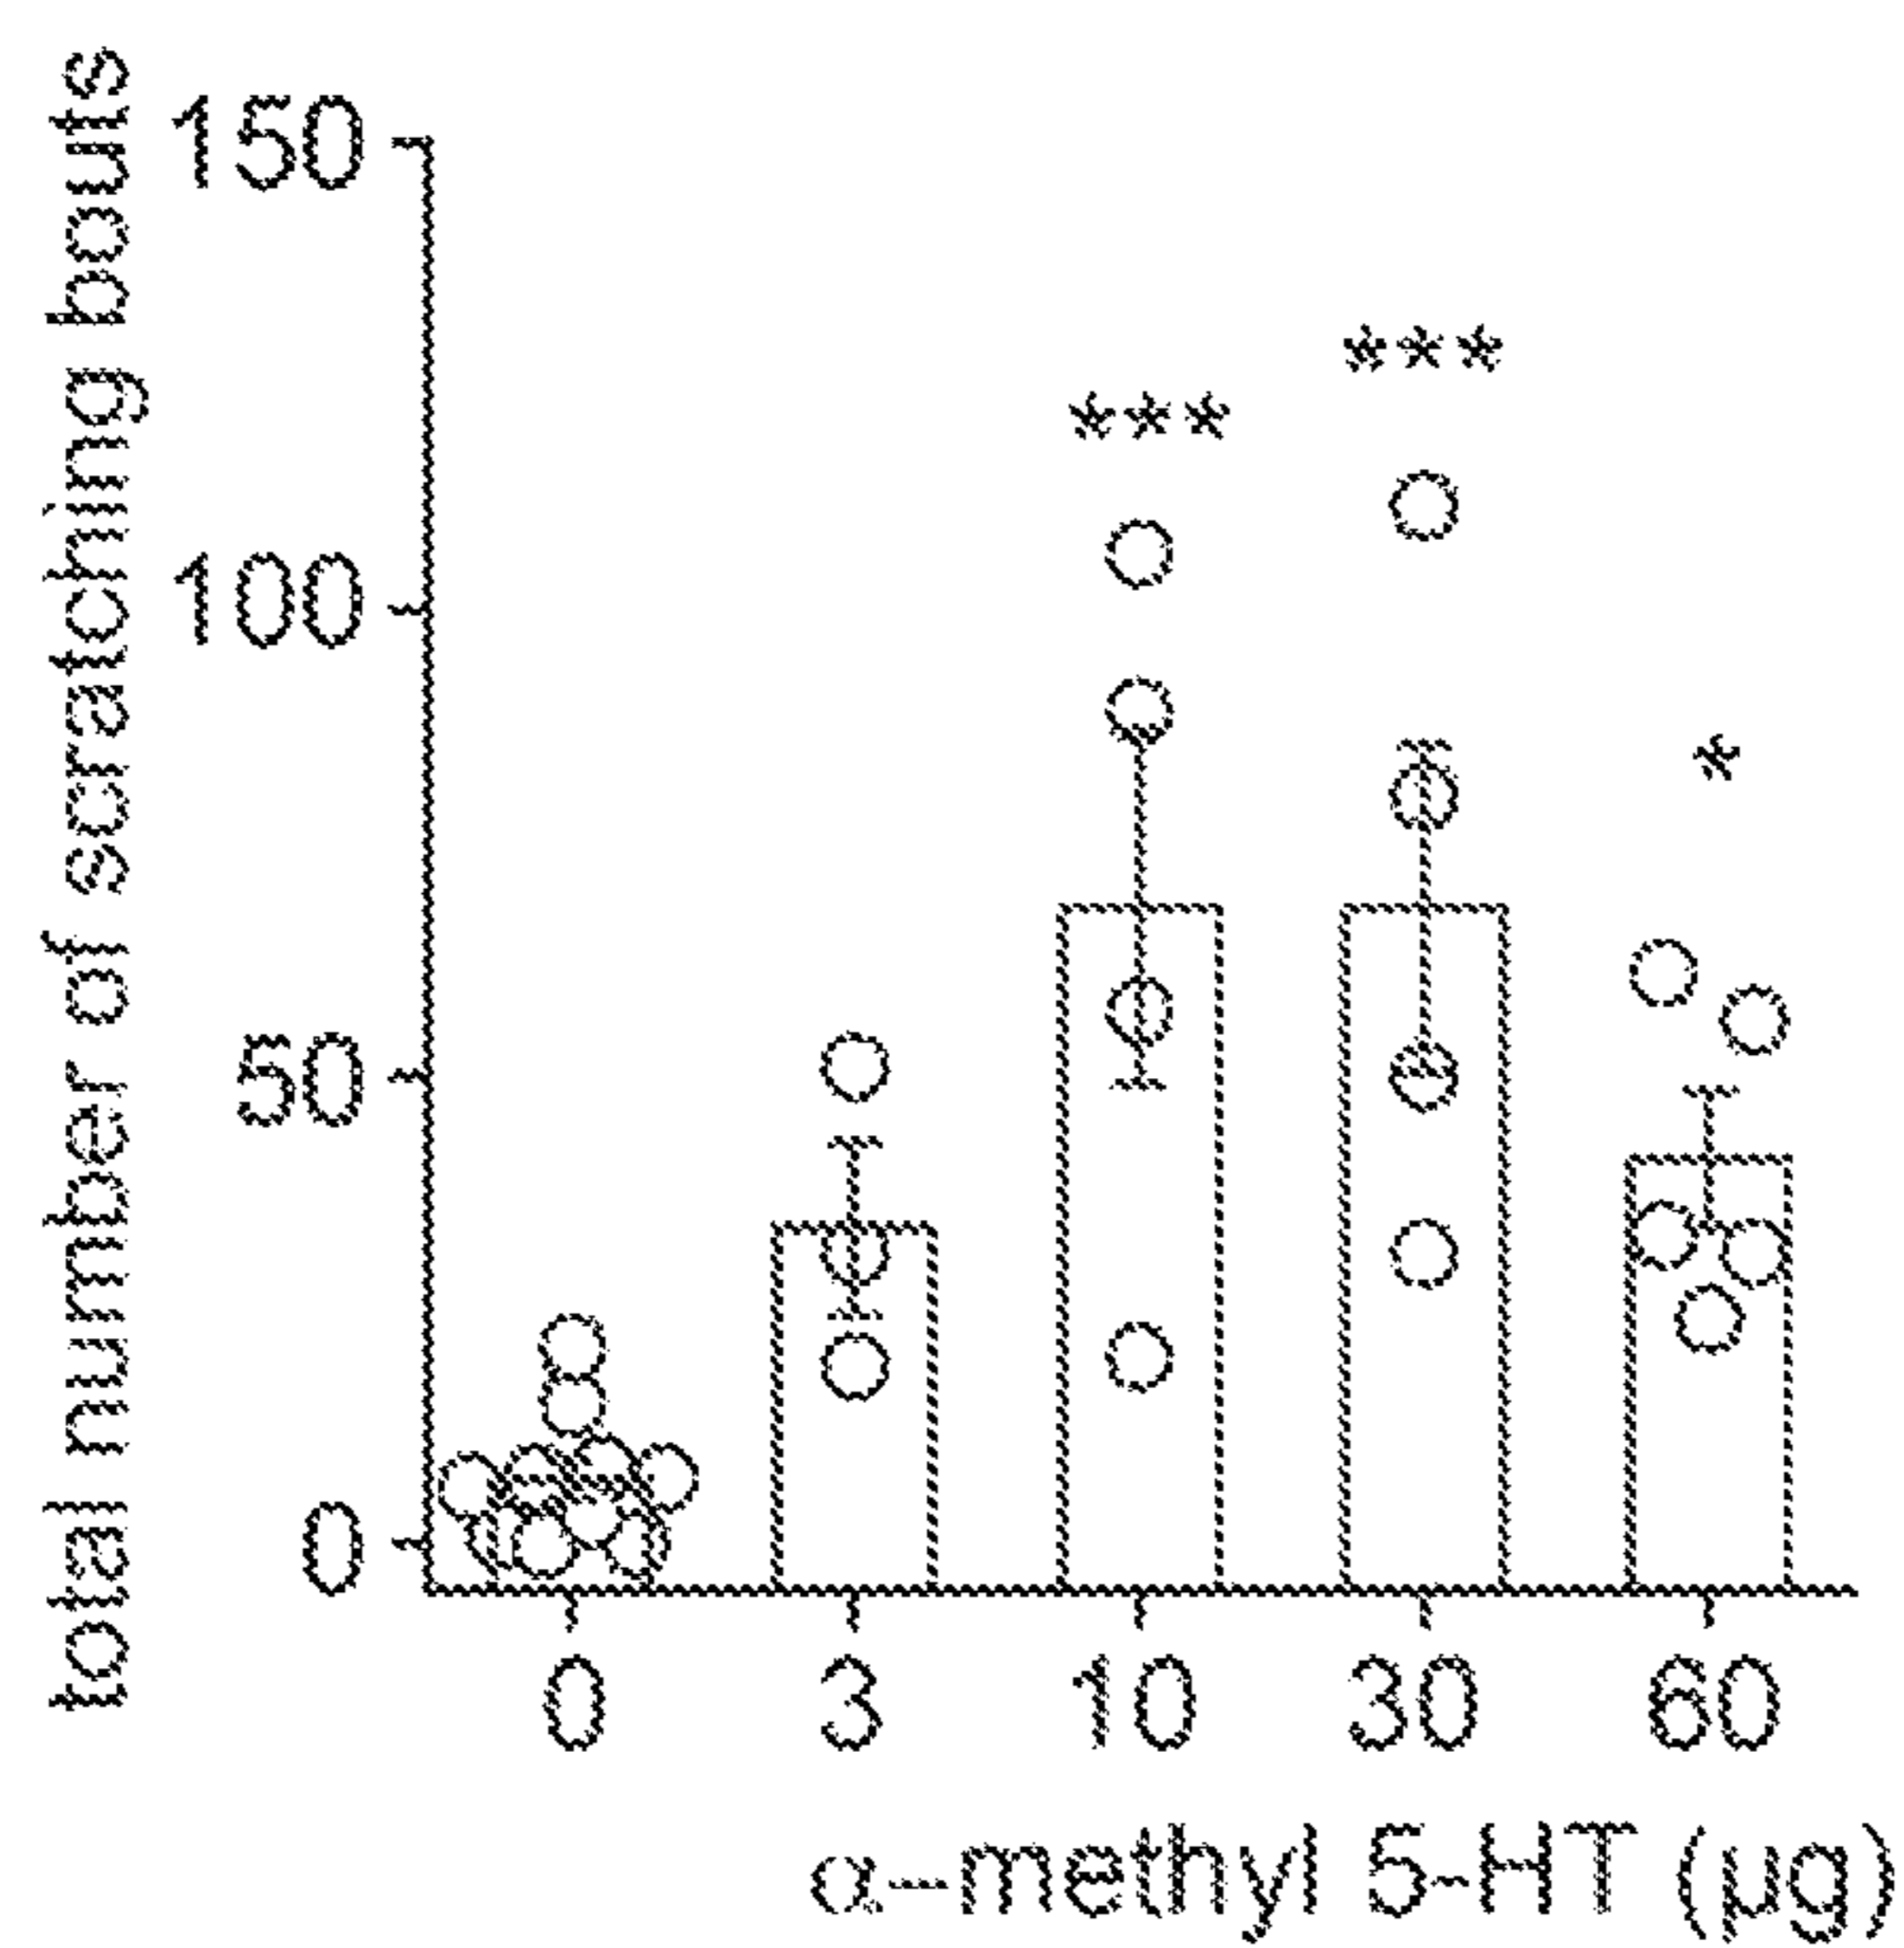 total number of scratching bouts
150
100
50
0
***
***
*
0 3 10 30 60
α-methyl 5-HT (µg)